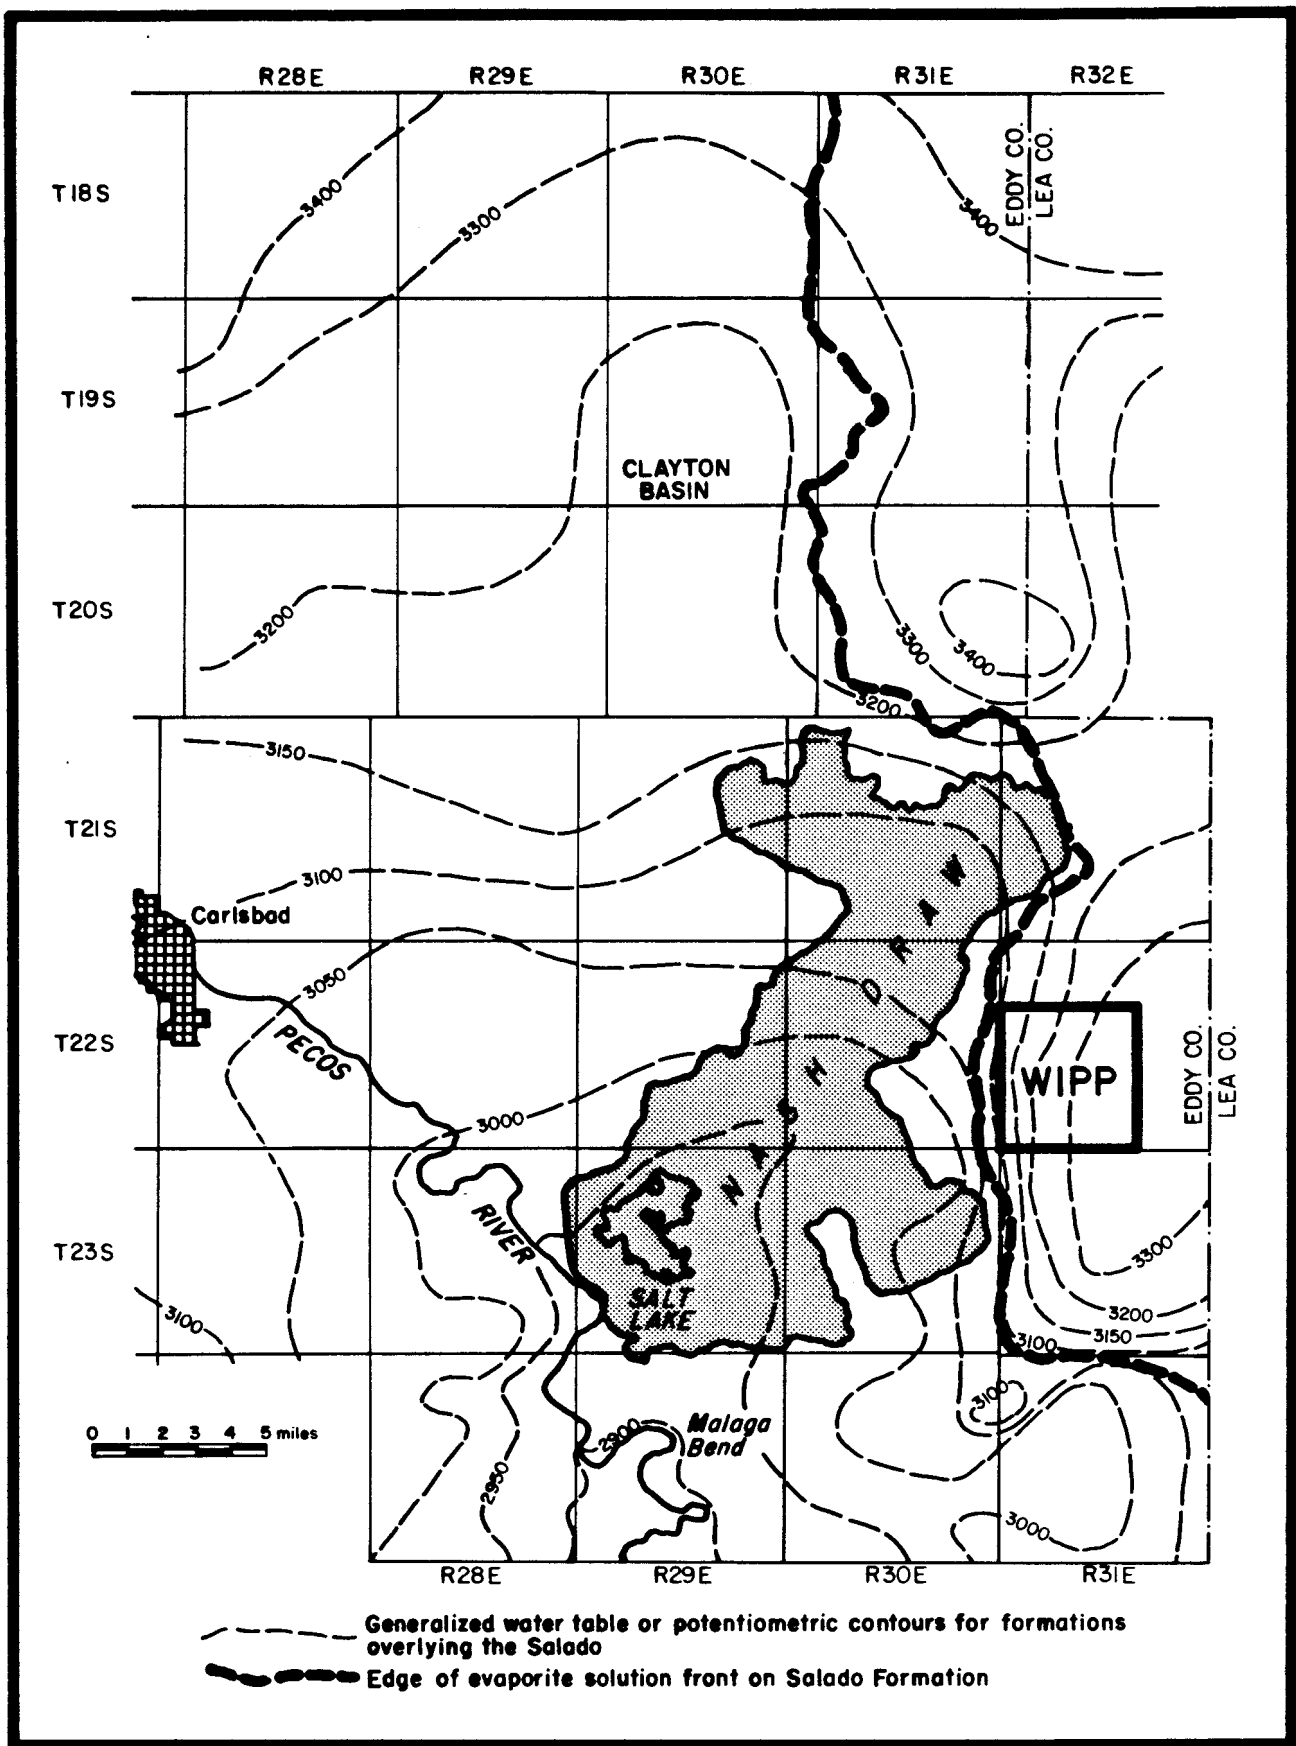 R28E R29E R30E R31E R32E
T18S
EDDY CO.
LEA CO.
3400
3300
3400
T19S
CLAYTON
BASIN
T20S
3200
3300
3400
3200
3150
T21S
3100
Carlsbad
NASH DRAW
3050
T22S
PECOS
WIPP
EDDY CO.
LEA CO.
3000
RIVER
T23S
SALT
LAKE
3300
3200
3150
3100
3100
3100
0 1 2 3 4 5 miles
Malaga
Bend
2900
2950
3000
R28E R29E R30E R31E
Generalized water table or potentiometric contours for formations
overlying the Salado
Edge of evaporite solution front on Salado Formation